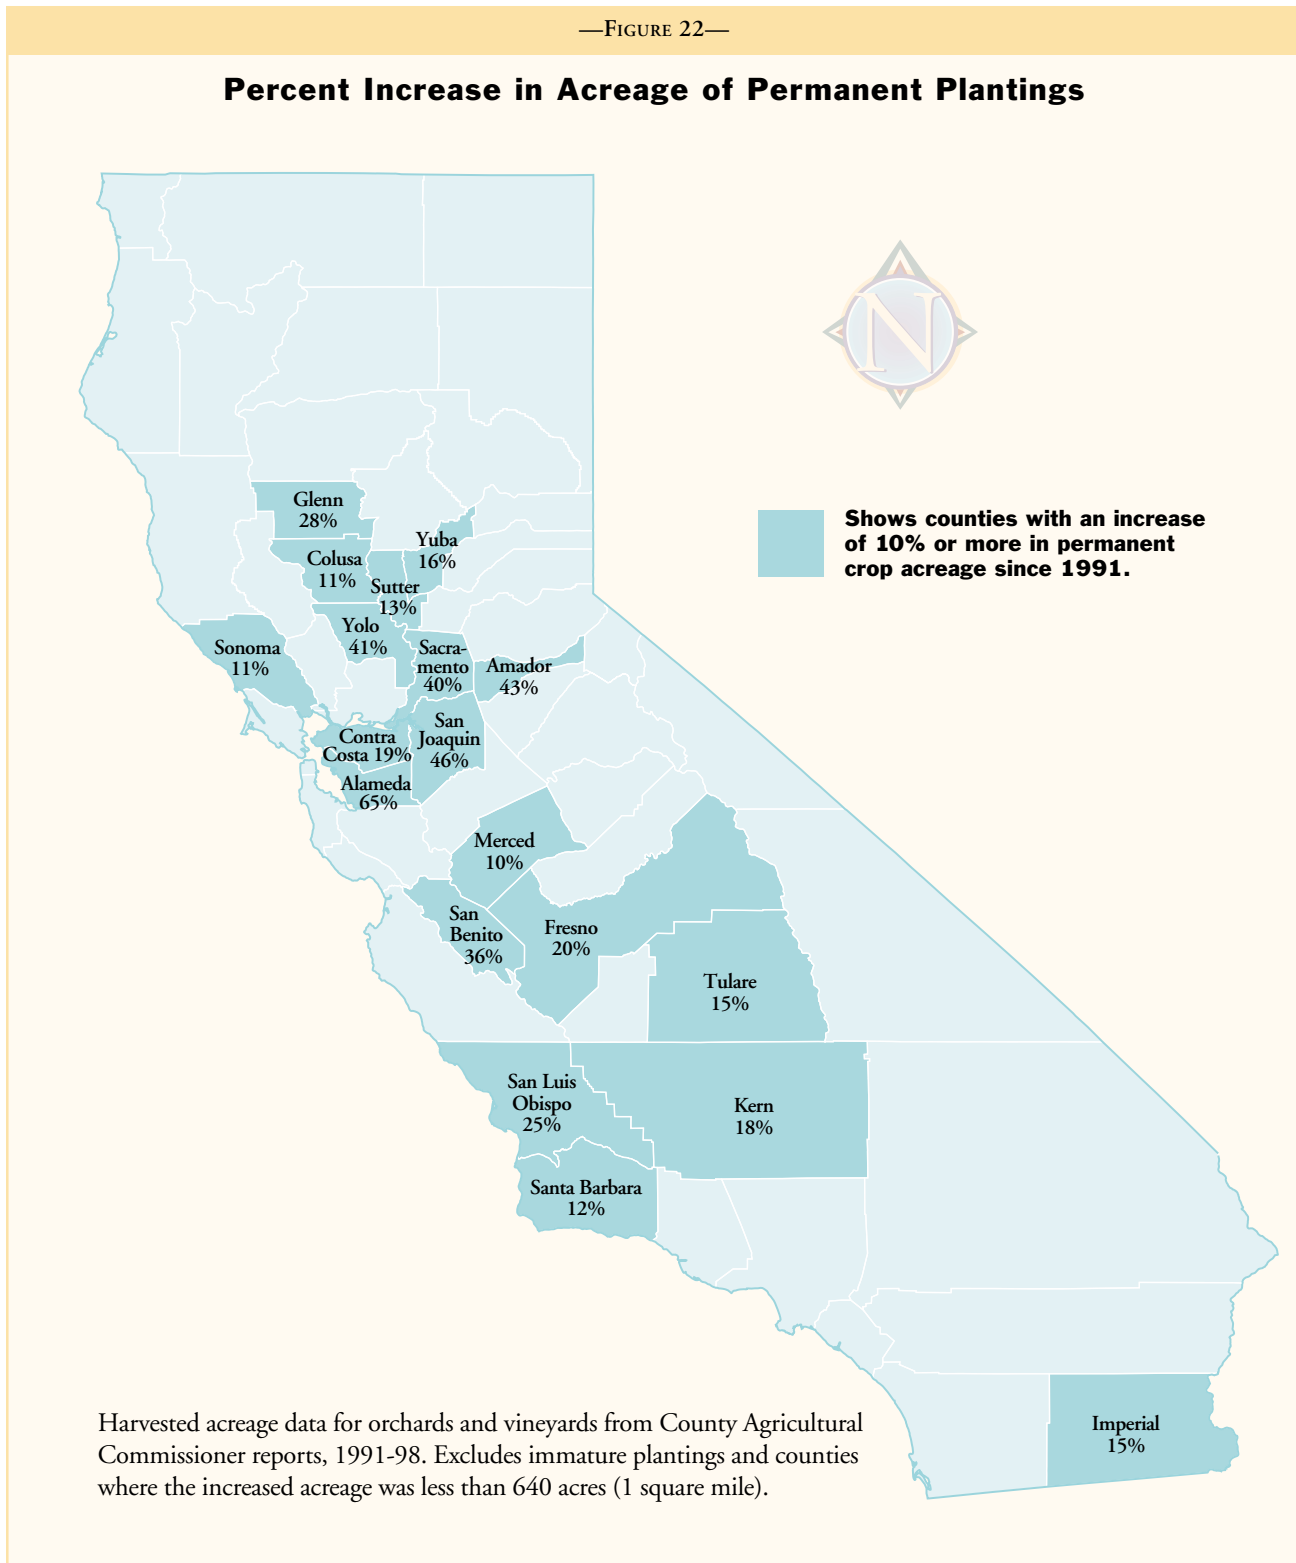 —Figure 22—
Percent Increase in Acreage of Permanent Plantings
N
Glenn
28%
Yuba
16%
Colusa
11%
Sutter
13%
Yolo
41%
Sonoma
11%
Sacra-
mento
40%
Amador
43%
San
Joaquin
46%
Contra
Costa 19%
Alameda
65%
Shows counties with an increase
of 10% or more in permanent
crop acreage since 1991.
Merced
10%
San
Benito
36%
Fresno
20%
Tulare
15%
San Luis
Obispo
25%
Kern
18%
Santa Barbara
12%
Imperial
15%
Harvested acreage data for orchards and vineyards from County Agricultural
Commissioner reports, 1991-98. Excludes immature plantings and counties
where the increased acreage was less than 640 acres (1 square mile).